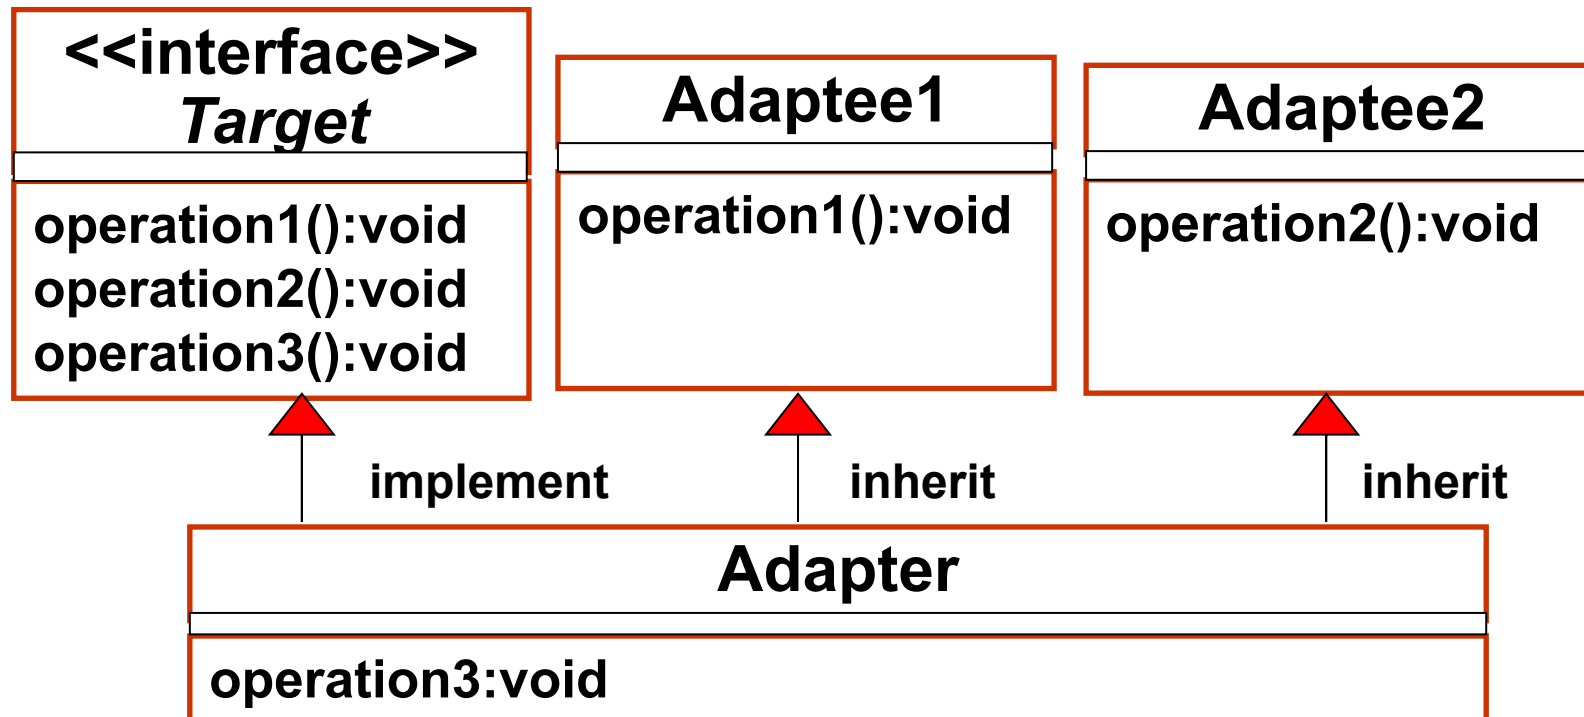 <<interface>>
Target
operation1():void
operation2():void
operation3():void
Adaptee1
operation1():void
Adaptee2
operation2():void
implement
inherit
inherit
Adapter
operation3:void